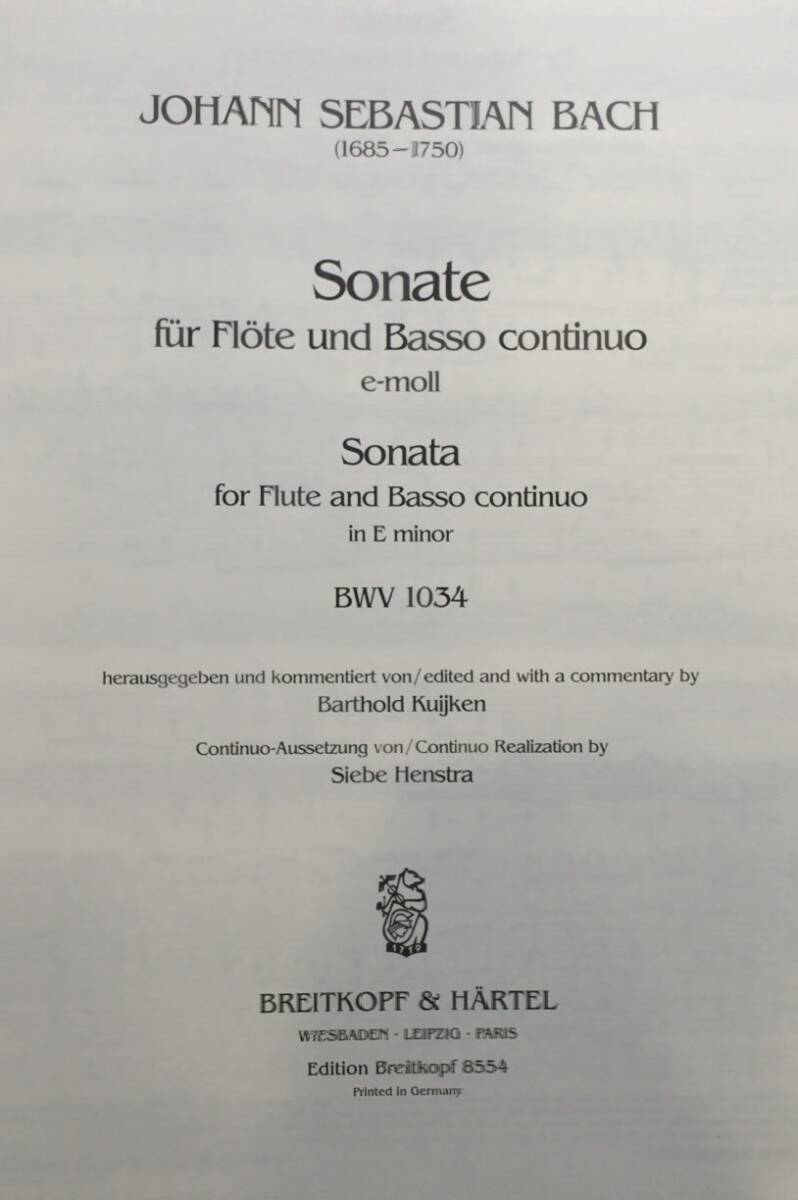 JOHANN SEBASTIAN BACH
(1685–1750)
Sonate
für Flöte und Basso continuo
e-moll
Sonata
for Flute and Basso continuo
in E minor
BWV 1034
herausgegeben und kommentiert von/edited and with a commentary by
Barthold Kuijken
Continuo-Aussetzung von/Continuo Realization by
Siebe Henstra
1719
BREITKOPF & HÄRTEL
WIESBADEN · LEIPZIG · PARIS
Edition Breitkopf 8554
Printed in Germany